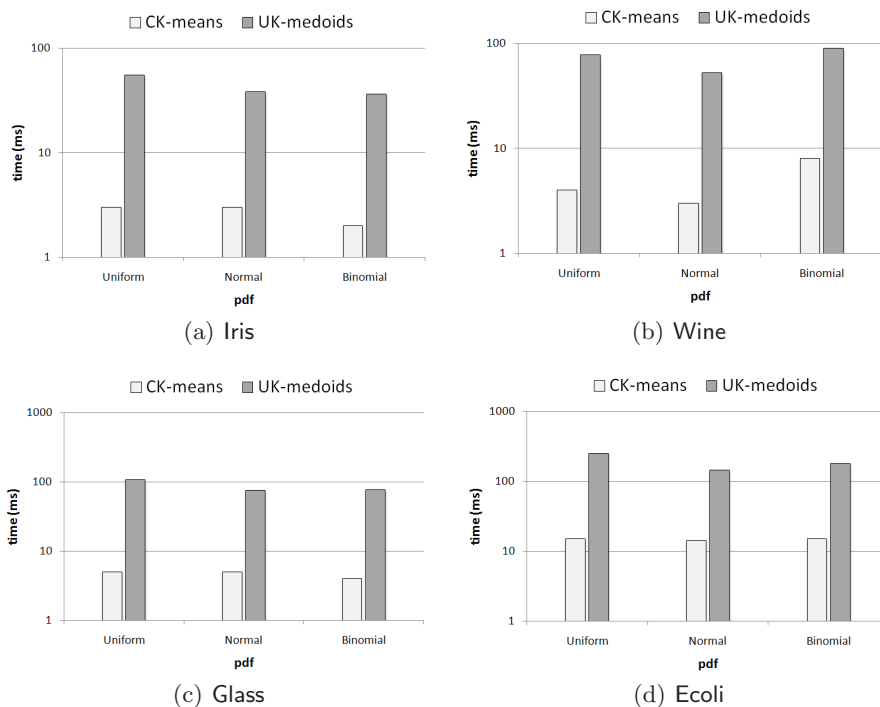 CK-means UK-medoids
100
10
1
time (ms)
Uniform Normal Binomial
pdf
(a) Iris
CK-means UK-medoids
100
10
1
time (ms)
Uniform Normal Binomial
pdf
(b) Wine
CK-means UK-medoids
1000
100
10
1
time (ms)
Uniform Normal Binomial
pdf
(c) Glass
CK-means UK-medoids
1000
100
10
1
time (ms)
Uniform Normal Binomial
pdf
(d) Ecoli